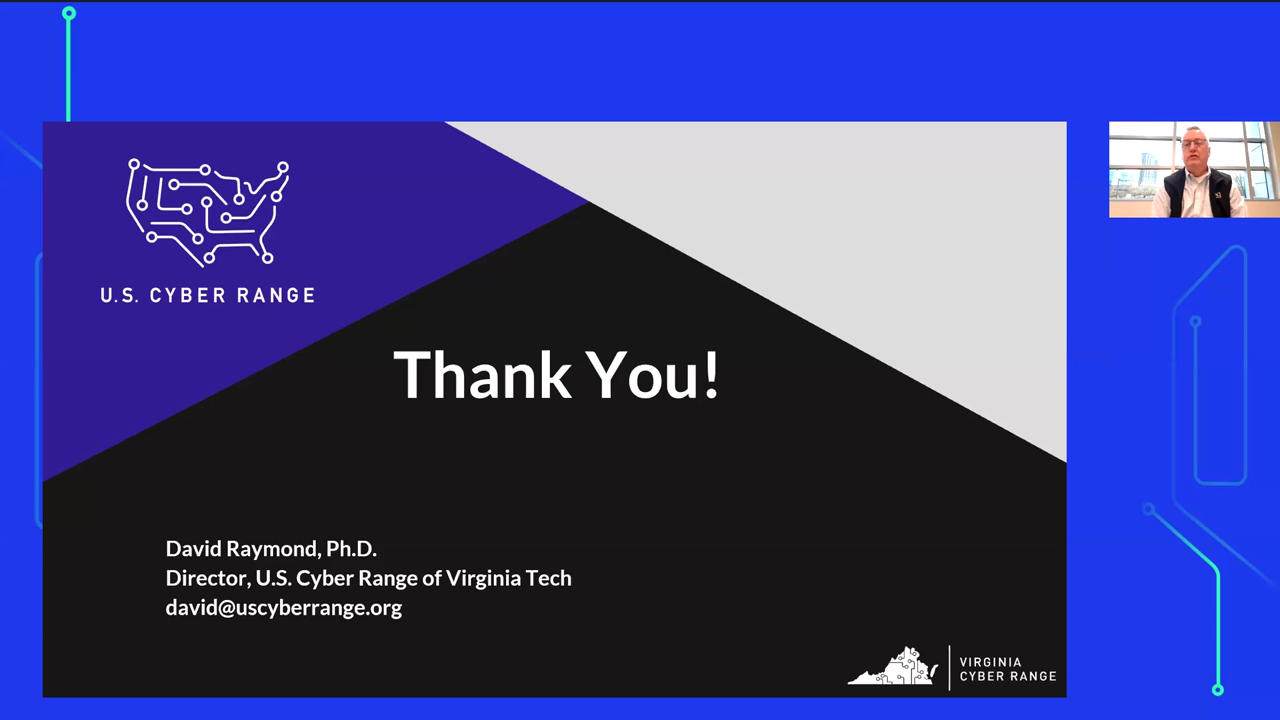 U.S. CYBER RANGE
Thank You!
David Raymond, Ph.D.
Director, U.S. Cyber Range of Virginia Tech
david@uscyberrange.org
VIRGINIA
CYBER RANGE